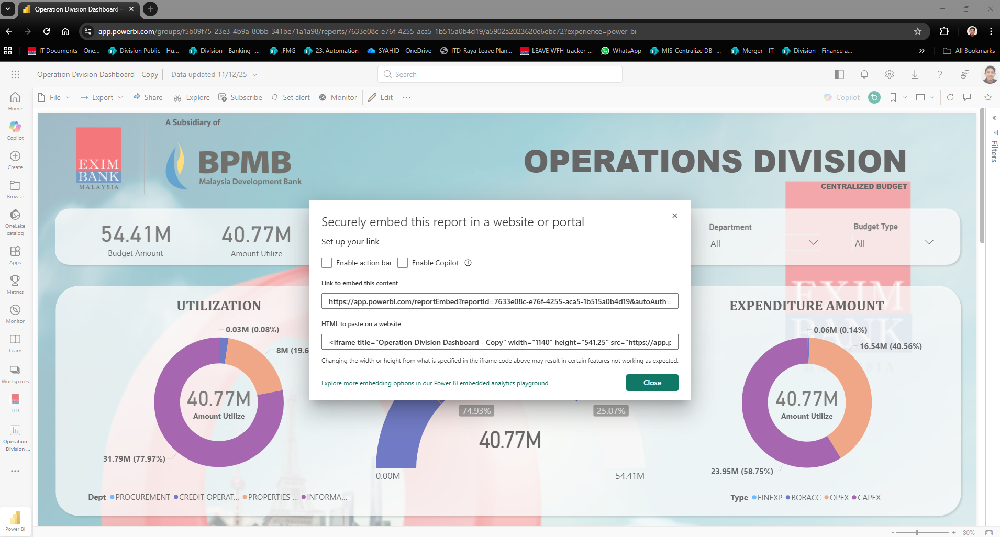 Operation Division Dashboard -
app.powerbi.com/groups/f5b09f75-23e3-4b9a-80bb-341be71a1a98/reports/7633e08c-e76f-4255-aca5-1b515a0b4d19/a5902a2023620e6ebc72?experience=power-bi
IT Documents - One... Division Public - Hu... Division - Banking -... .FMG 23. Automation SYAHID - OneDrive ITD-Raya Leave Plan... LEAVE WFH-tracker-... WhatsApp MIS-Centralize DB -... Merger - IT Division - Finance a... » All Bookmarks
Operation Division Dashboard - Copy Data updated 11/12/25 Search
File Export Share Explore Subscribe Set alert Monitor Edit ... Copilot
Home
Copilot
Create
Browse
OneLake
catalog
Apps
Metrics
Monitor
Learn
Workspaces
ITD
Operation
Division ...
Power BI
A Subsidiary of
EXIM
BANK
MALAYSIA
BPMB
Malaysia Development Bank
OPERATIONS DIVISION
CENTRALIZED BUDGET
Filters
54.41M
Budget Amount
40.77M
Amount Utilize
Department
All
Budget Type
All
Securely embed this report in a website or portal
Set up your link
Enable action bar Enable Copilot
Link to embed this content
https://app.powerbi.com/reportEmbed?reportId=7633e08c-e76f-4255-aca5-1b515a0b4d19&autoAuth=
HTML to paste on a website
<iframe title="Operation Division Dashboard - Copy" width="1140" height="541.25" src="https://app.p
Changing the width or height from what is specified in the iframe code above may result in certain features not working as expected.
Explore more embedding options in our Power BI embedded analytics playground
Close
UTILIZATION
0.03M (0.08%)
8M (19.6
40.77M
Amount Utilize
31.79M (77.97%)
Dept PROCUREMENT CREDIT OPERAT... PROPERTIES ... INFORMA...
74.93%
25.07%
40.77M
0.00M
54.41M
EXIM
BANK
MALAYSIA
EXPENDITURE AMOUNT
0.06M (0.14%)
16.54M (40.56%)
40.77M
Amount Utilize
23.95M (58.75%)
Type FINEXP BORACC OPEX CAPEX
- + 80%